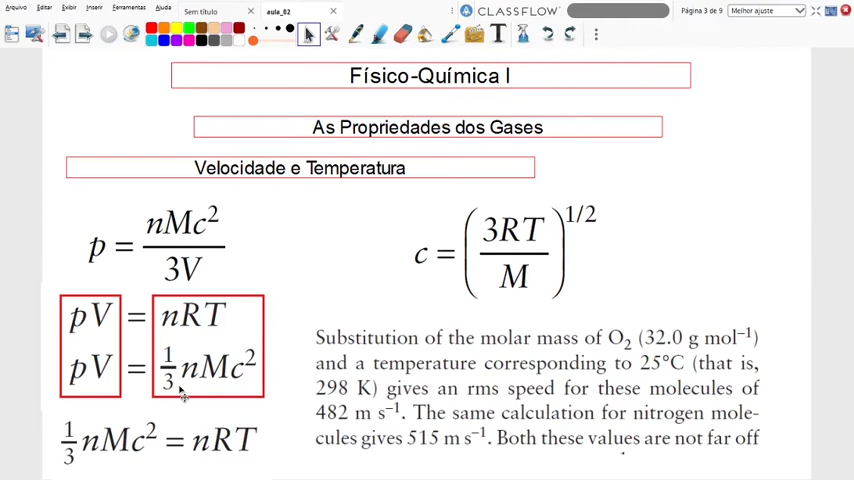 Arquivo Editar Exibir Inserir Ferramentas Ajuda
Sem título
aula_02
CLASSFLOW
Página 3 de 9
Melhor ajuste
T
Físico-Química I
As Propriedades dos Gases
Velocidade e Temperatura
p = nMc²/3V
c = (3RT/M)^1/2
pV = nRT
pV = 1/3 nMc²
1/3 nMc² = nRT
Substitution of the molar mass of O₂ (32.0 g mol⁻¹)
and a temperature corresponding to 25°C (that is,
298 K) gives an rms speed for these molecules of
482 m s⁻¹. The same calculation for nitrogen mole-
cules gives 515 m s⁻¹. Both these values are not far off